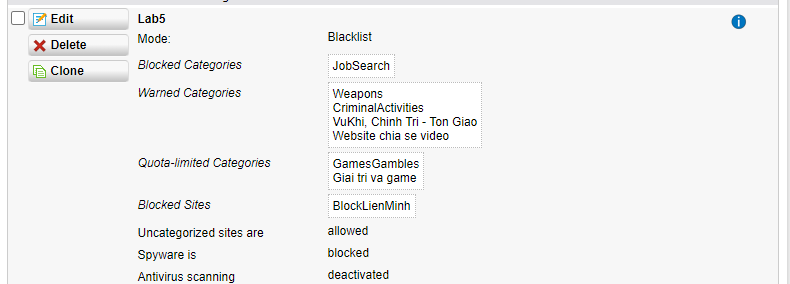 Edit
Lab5
Delete
Mode:
Blacklist
Clone
Blocked Categories
JobSearch
Warned Categories
Weapons
CriminalActivities
VuKhi, Chinh Tri - Ton Giao
Website chia se video
Quota-limited Categories
GamesGambles
Giai tri va game
Blocked Sites
BlockLienMinh
Uncategorized sites are
allowed
Spyware is
blocked
Antivirus scanning
deactivated